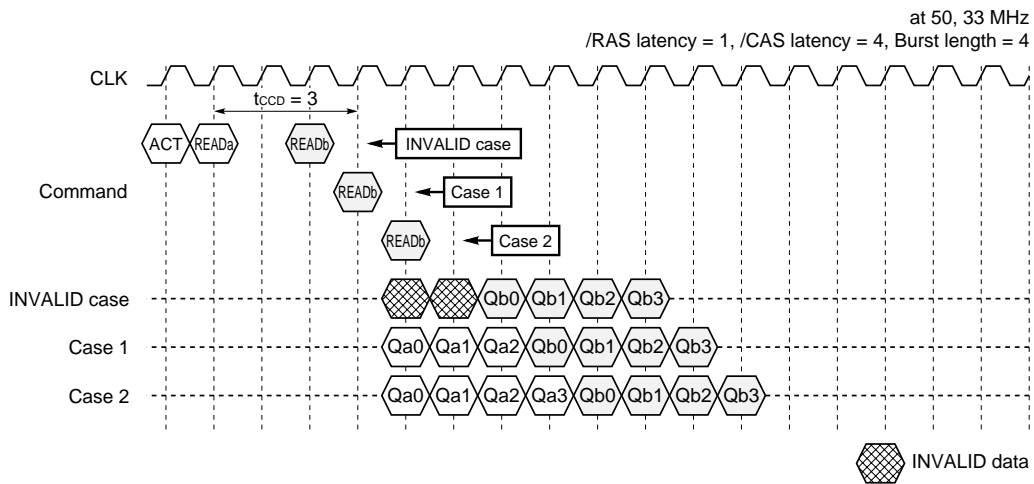 at 50, 33 MHz
/RAS latency = 1, /CAS latency = 4, Burst length = 4
CLK
tCCD = 3
ACT READa READb INVALID case
Command READb Case 1
READb Case 2
INVALID case Qb0 Qb1 Qb2 Qb3
Case 1 Qa0 Qa1 Qa2 Qb0 Qb1 Qb2 Qb3
Case 2 Qa0 Qa1 Qa2 Qa3 Qb0 Qb1 Qb2 Qb3
INVALID data